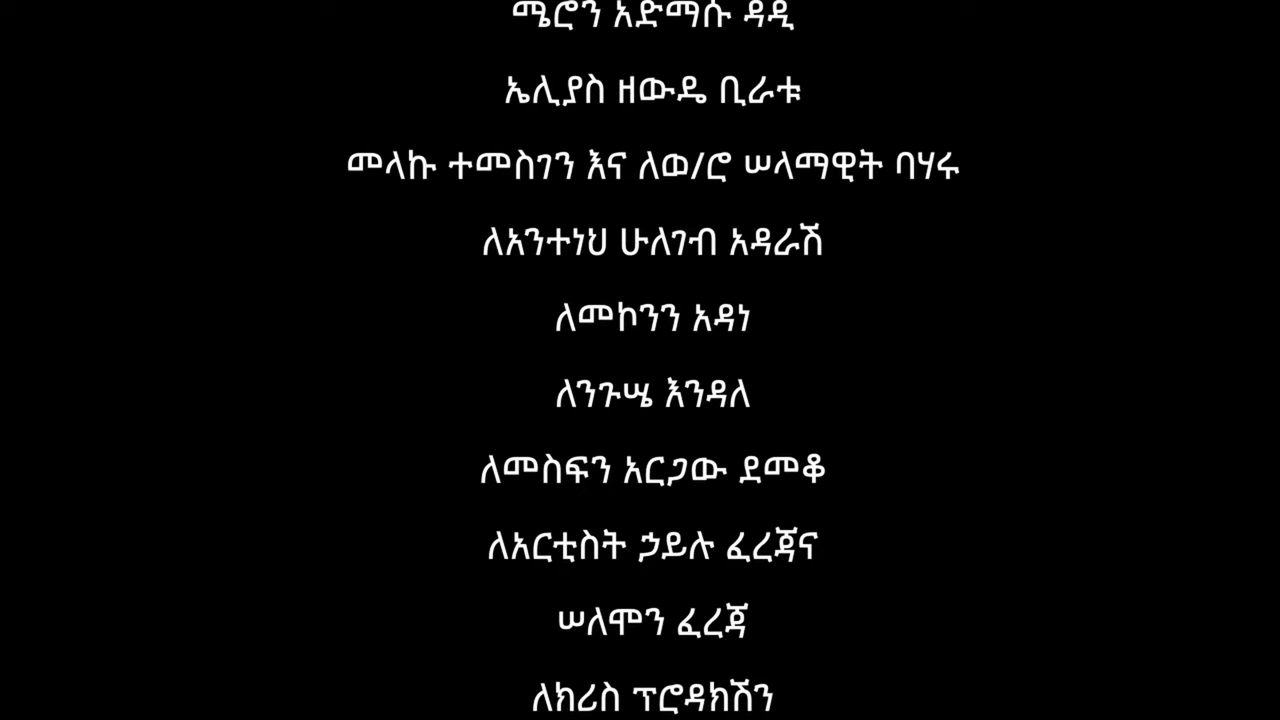 ሜሮን አድማሱ ዳዲ
ኤሊያስ ዘውዴ ቢራቱ
መላኩ ተመስገን እና ለወ/ሮ ሠላማዊት ባሃሩ
ለአንተነህ ሁለገብ አዳራሽ
ለመኮንን አዳነ
ለንጉሤ እንዳለ
ለመስፍን አርጋው ደመቆ
ለአርቲስት ኃይሉ ፈረጃና
ሠለሞን ፈረጃ
ለክሪስ ፕሮዳክሽን